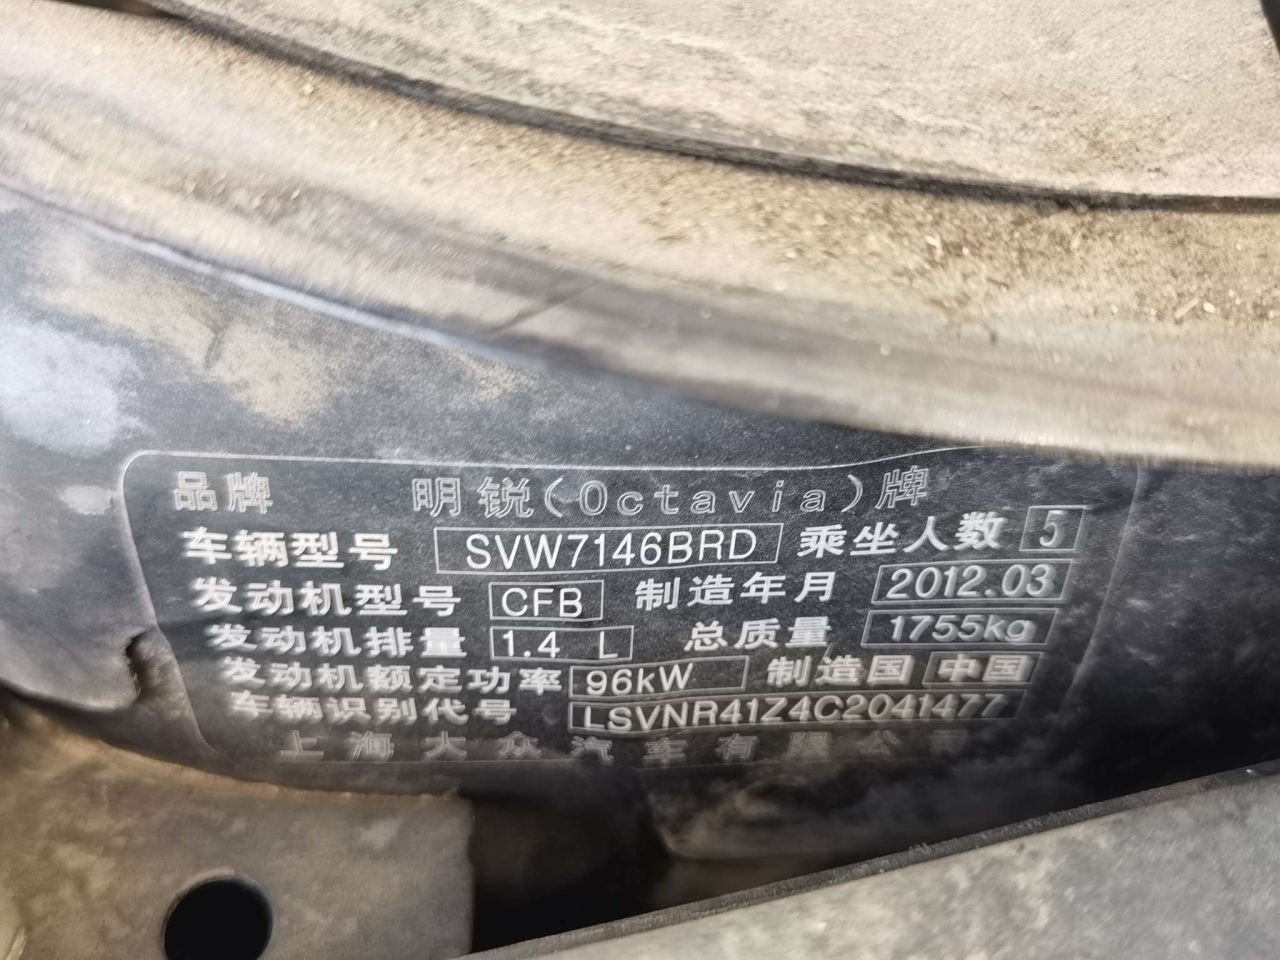 品牌 明锐(Octavia)牌
车辆型号 SVW7146BRD 乘坐人数 5
发动机型号 CFB 制造年月 2012.03
发动机排量 1.4 L 总质量 1755kg
发动机额定功率 96kW 制造国 中国
车辆识别代号 LSVNR41Z4C2041477
上海大众汽车有限公司